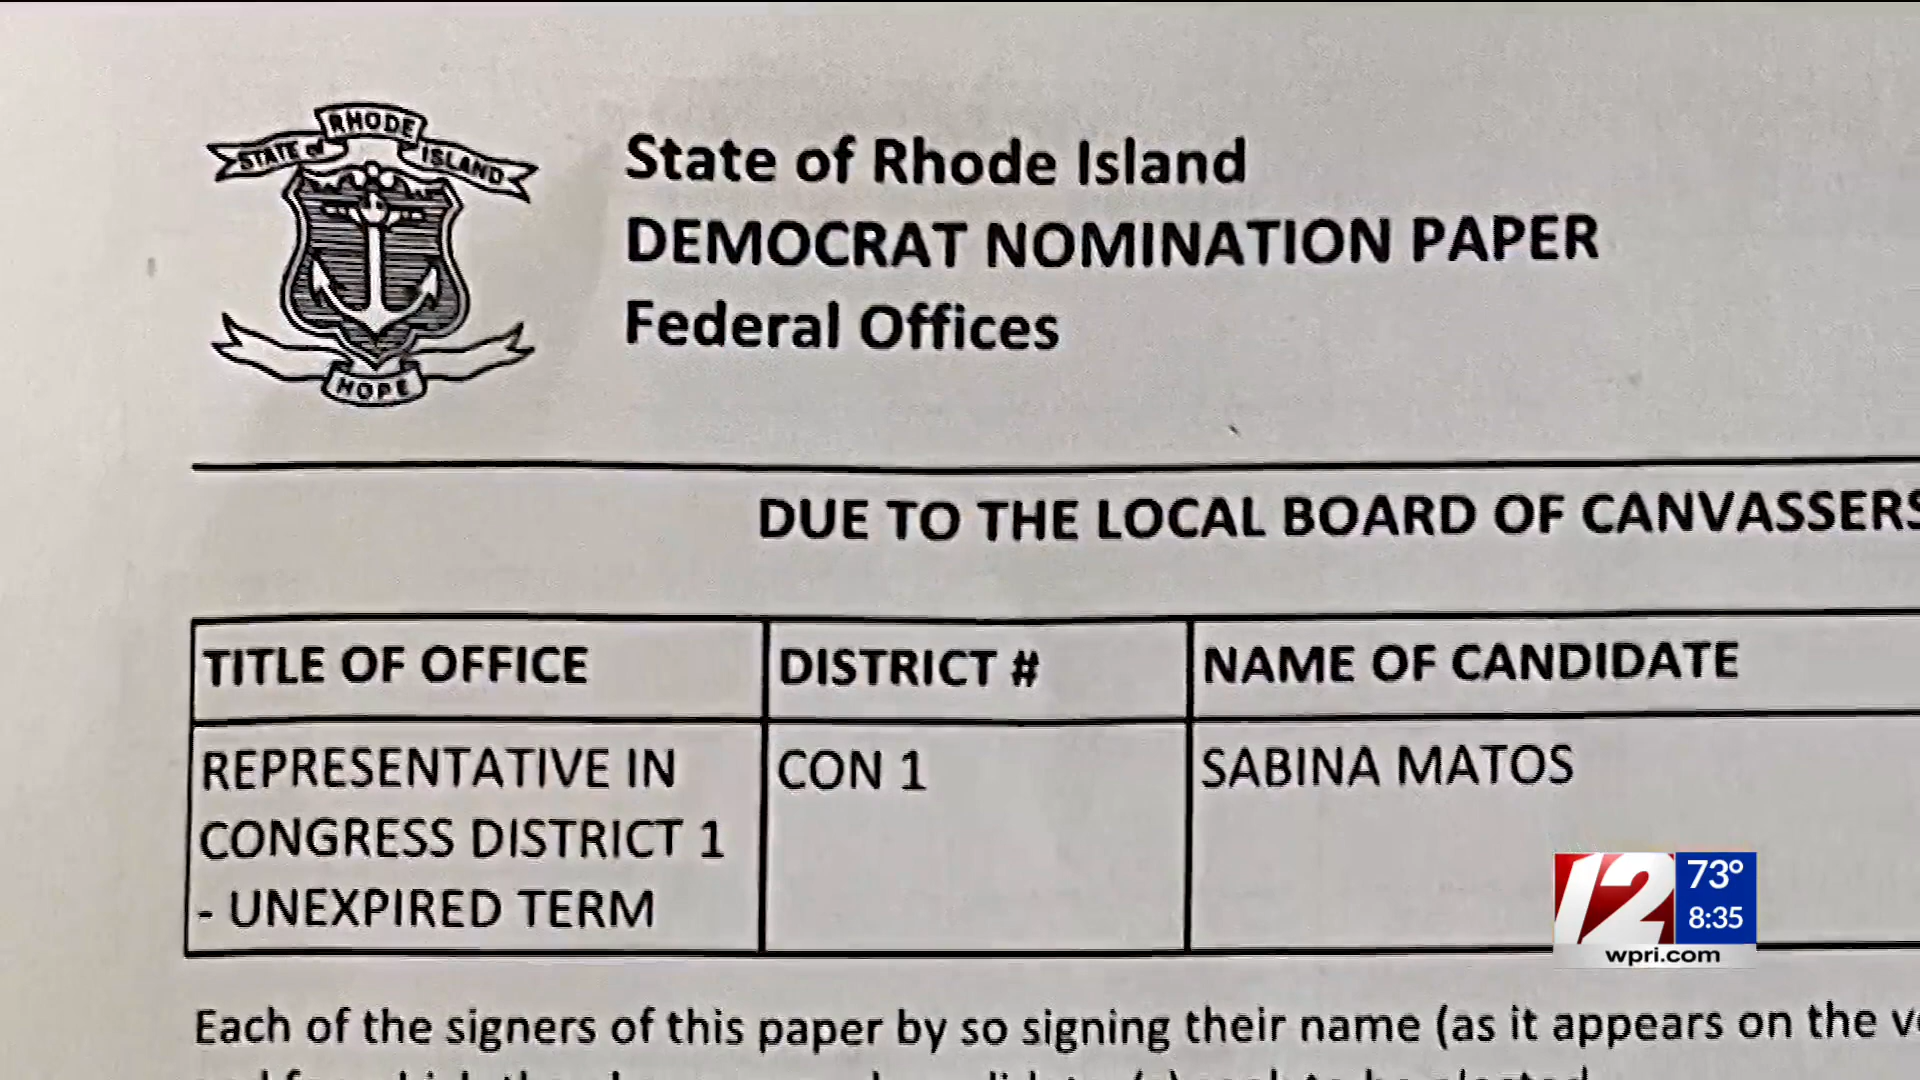 STATE of RHODE ISLAND
HOPE
State of Rhode Island
DEMOCRAT NOMINATION PAPER
Federal Offices
DUE TO THE LOCAL BOARD OF CANVASSERS
TITLE OF OFFICE
DISTRICT #
NAME OF CANDIDATE
REPRESENTATIVE IN
CONGRESS DISTRICT 1
- UNEXPIRED TERM
CON 1
SABINA MATOS
12
73°
8:35
wpri.com
Each of the signers of this paper by so signing their name (as it appears on the